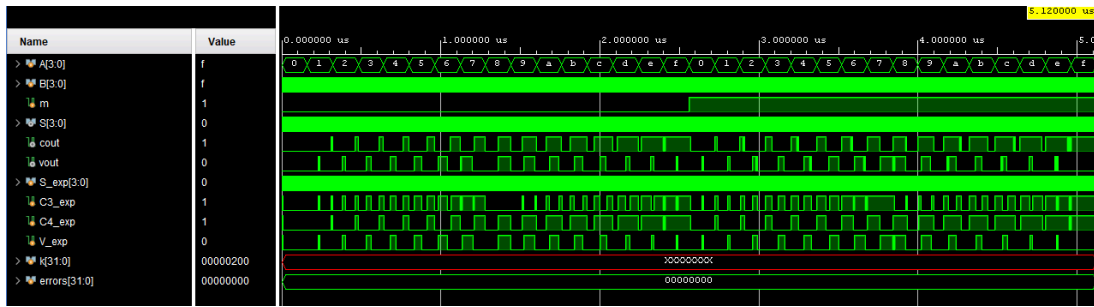 5.120000 us
Name Value
0.000000 us 1.000000 us 2.000000 us 3.000000 us 4.000000 us 5.0
A[3:0] f 0 1 2 3 4 5 6 7 8 9 a b c d e f 0 1 2 3 4 5 6 7 8 9 a b c d e f
B[3:0] f
m 1
S[3:0] 0
cout 1
vout 0
S_exp[3:0] 0
C3_exp 1
C4_exp 1
V_exp 0
k[31:0] 00000200 XXXXXXXX
errors[31:0] 00000000 00000000